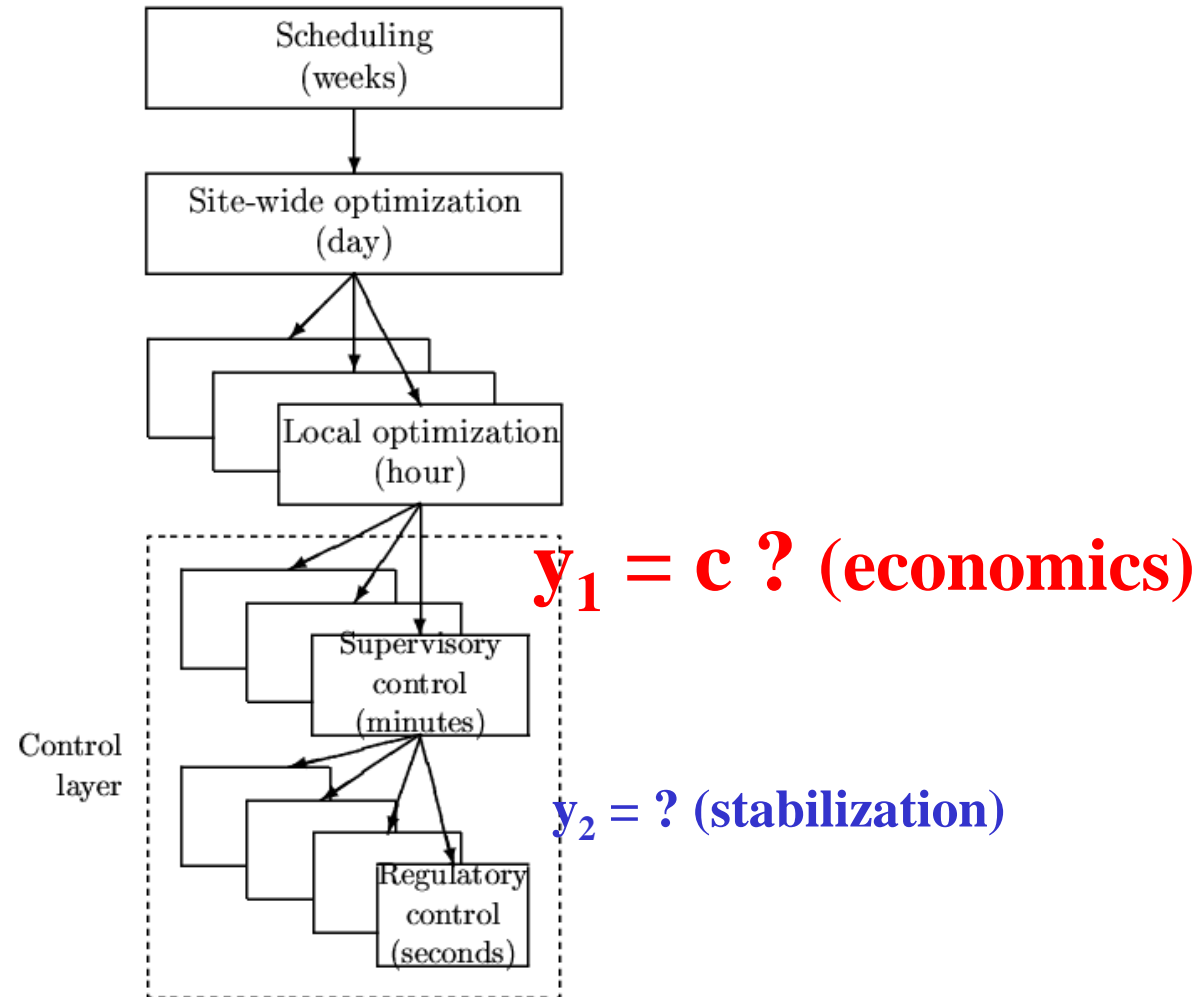 Scheduling
(weeks)
Site-wide optimization
(day)
Local optimization
(hour)
y₁ = c ? (economics)
Supervisory
control
(minutes)
Control
layer
y₂ = ? (stabilization)
Regulatory
control
(seconds)